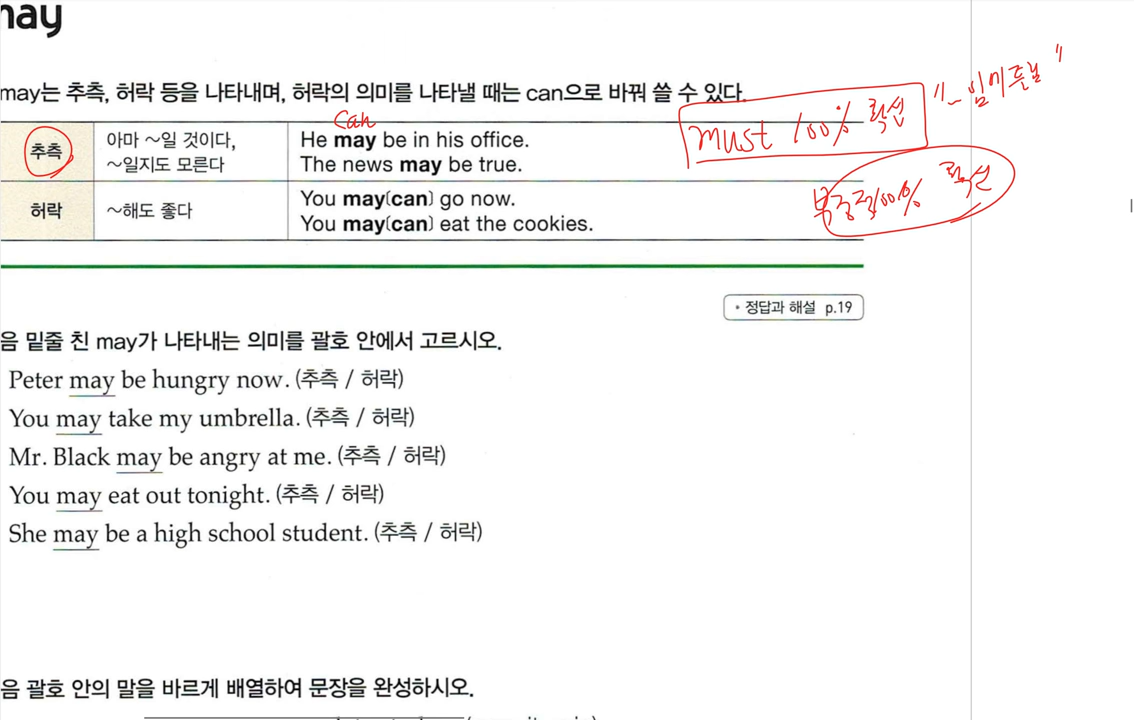 may
may는 추측, 허락 등을 나타내며, 허락의 의미를 나타낼 때는 can으로 바꿔 쓸 수 있다.
"~임에 틀림"
must 100% 확신
can
추측
아마 ~일 것이다,
~일지도 모른다
He may be in his office.
The news may be true.
100% 확신
허락
~해도 좋다
You may(can) go now.
You may(can) eat the cookies.
• 정답과 해설 p.19
음 밑줄 친 may가 나타내는 의미를 괄호 안에서 고르시오.
Peter may be hungry now. (추측 / 허락)
You may take my umbrella. (추측 / 허락)
Mr. Black may be angry at me. (추측 / 허락)
You may eat out tonight. (추측 / 허락)
She may be a high school student. (추측 / 허락)
음 괄호 안의 말을 바르게 배열하여 문장을 완성하시오.